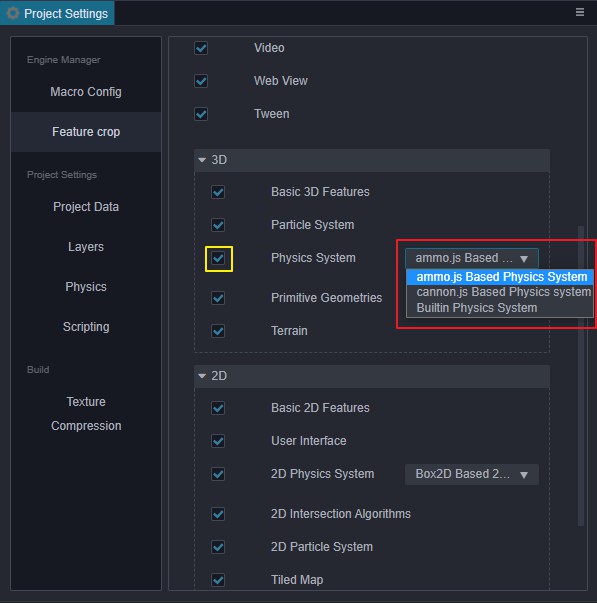 Project Settings
Engine Manager
Macro Config
Feature crop
Project Settings
Project Data
Layers
Physics
Scripting
Build
Texture
Compression
Video
Web View
Tween
3D
Basic 3D Features
Particle System
Physics System
ammo.js Based ...
ammo.js Based Physics System
cannon.js Based Physics system
Builtin Physics System
Primitive Geometries
Terrain
2D
Basic 2D Features
User Interface
2D Physics System
Box2D Based 2...
2D Intersection Algorithms
2D Particle System
Tiled Map